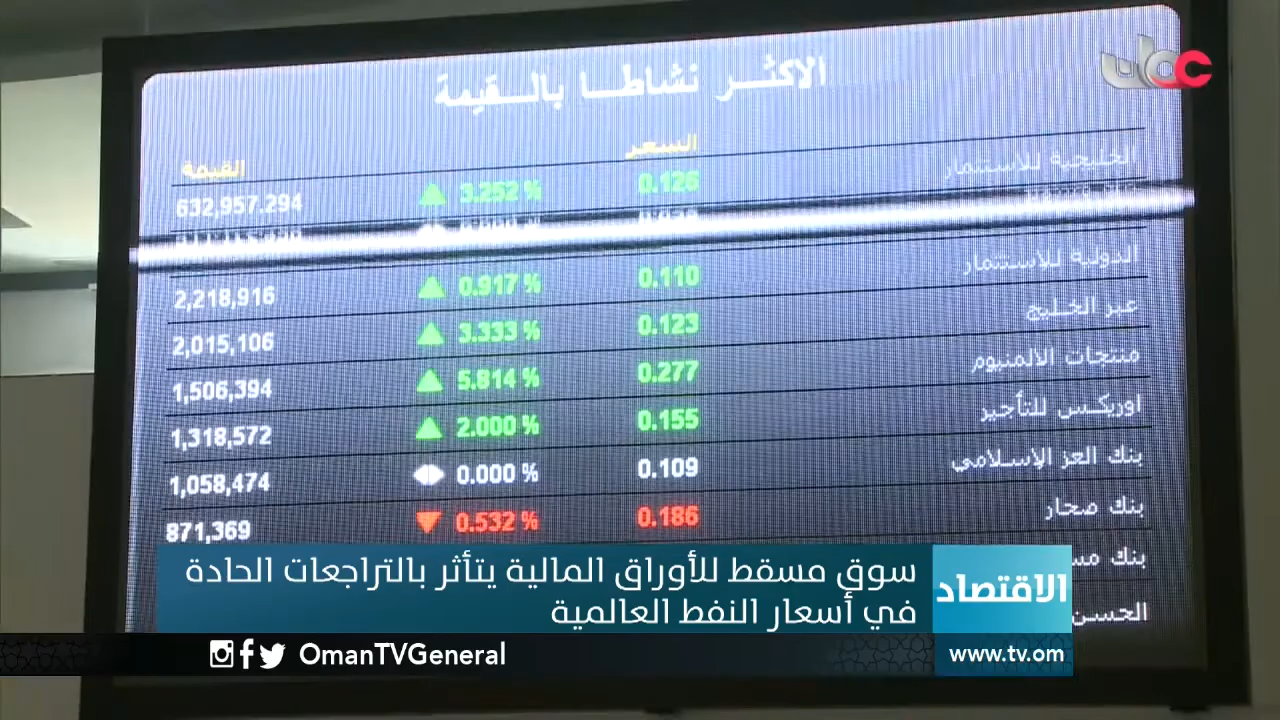 عمان
الاكثر نشاطا بالقيمة
السعر القيمة
الخليجية للاستثمار 0.126 3.252 % 632,957.294
الدولية للاستثمار 0.110 0.917 % 2,218,916
عبر الخليج 0.123 3.333 % 2,015,106
منتجات الالمنيوم 0.277 5.814 % 1,506,394
اوريكس للتأجير 0.155 2.000 % 1,318,572
بنك العز الإسلامي 0.109 0.000 % 1,058,474
بنك صحار 0.186 0.532 % 871,369
بنك
الحسن
الاقتصاد
سوق مسقط للأوراق المالية يتأثر بالتراجعات الحادة
في أسعار النفط العالمية
OmanTVGeneral
www.tv.om